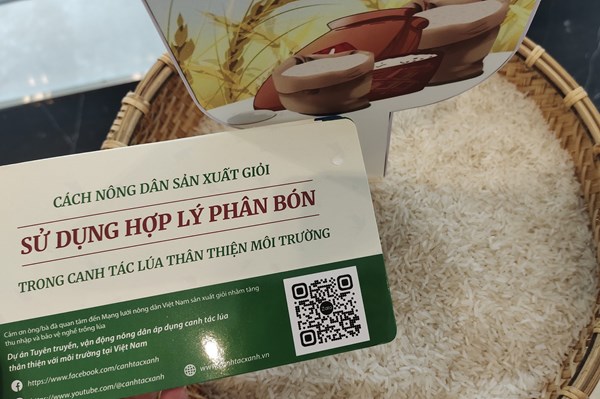 CÁCH NÔNG DÂN SẢN XUẤT GIỎI
SỬ DỤNG HỢP LÝ PHÂN BÓN
TRONG CANH TÁC LÚA THÂN THIỆN MÔI TRƯỜNG
Cảm ơn ông/bà đã quan tâm đến Mạng lưới nông dân Việt Nam sản xuất giỏi nhằm tăng
thu nhập và bảo vệ nghề trồng lúa
Dự án Tuyên truyền, vận động nông dân áp dụng canh tác lúa
thân thiện với môi trường tại Việt Nam
https://www.facebook.com/canhtacxanh
www.canhtacxanh.vn
https://www.youtube.com/@canhtacxanh